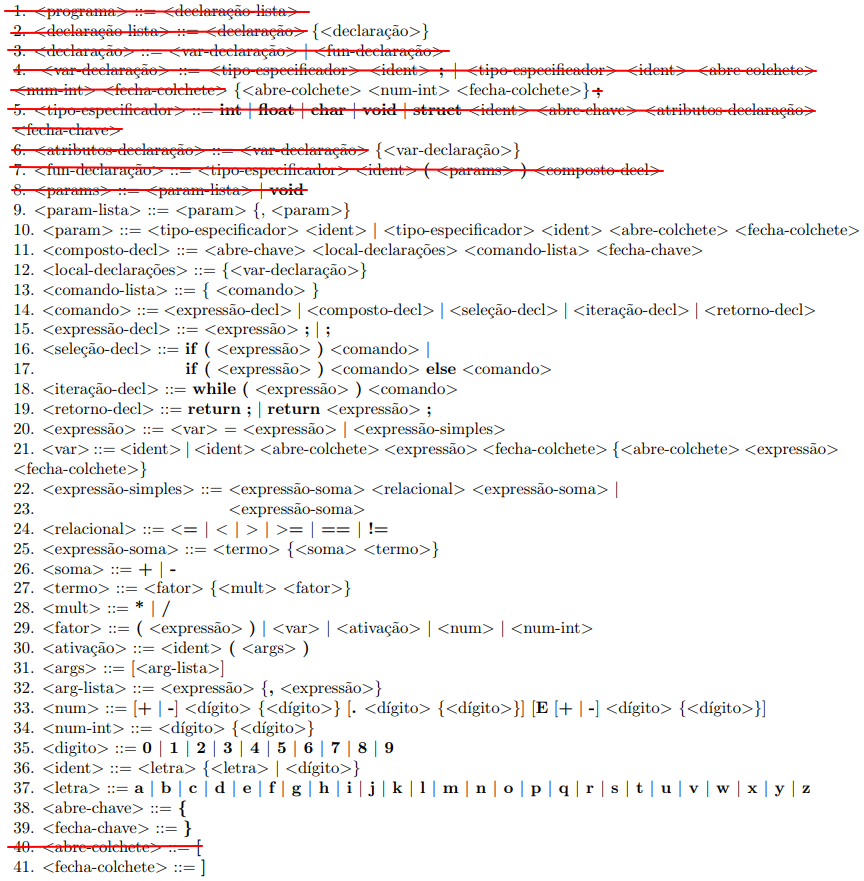 1. <programa> ::= <declaração-lista>
2. <declaração-lista> ::= <declaração> {<declaração>}
3. <declaração> ::= <var-declaração> | <fun-declaração>
4. <var-declaração> ::= <tipo-especificador> <ident> ; | <tipo-especificador> <ident> <abre-colchete>
<num-int> <fecha-colchete> {<abre-colchete> <num-int> <fecha-colchete>} ;
5. <tipo-especificador> ::= int | float | char | void | struct <ident> <abre-chave> <atributos-declaração>
<fecha-chave>
6. <atributos-declaração> ::= <var-declaração> {<var-declaração>}
7. <fun-declaração> ::= <tipo-especificador> <ident> ( <params> ) <composto-decl>
8. <params> ::= <param-lista> | void
9. <param-lista> ::= <param> {, <param>}
10. <param> ::= <tipo-especificador> <ident> | <tipo-especificador> <ident> <abre-colchete> <fecha-colchete>
11. <composto-decl> ::= <abre-chave> <local-declarações> <comando-lista> <fecha-chave>
12. <local-declarações> ::= {<var-declaração>}
13. <comando-lista> ::= { <comando> }
14. <comando> ::= <expressão-decl> | <composto-decl> | <seleção-decl> | <iteração-decl> | <retorno-decl>
15. <expressão-decl> ::= <expressão> ; | ;
16. <seleção-decl> ::= if ( <expressão> ) <comando> |
17. if ( <expressão> ) <comando> else <comando>
18. <iteração-decl> ::= while ( <expressão> ) <comando>
19. <retorno-decl> ::= return ; | return <expressão> ;
20. <expressão> ::= <var> = <expressão> | <expressão-simples>
21. <var> ::= <ident> | <ident> <abre-colchete> <expressão> <fecha-colchete> {<abre-colchete> <expressão>
<fecha-colchete>}
22. <expressão-simples> ::= <expressão-soma> <relacional> <expressão-soma> |
23. <expressão-soma>
24. <relacional> ::= <= | < | > | >= | == | !=
25. <expressão-soma> ::= <termo> {<soma> <termo>}
26. <soma> ::= + | -
27. <termo> ::= <fator> {<mult> <fator>}
28. <mult> ::= * | /
29. <fator> ::= ( <expressão> ) | <var> | <ativação> | <num> | <num-int>
30. <ativação> ::= <ident> ( <args> )
31. <args> ::= [<arg-lista>]
32. <arg-lista> ::= <expressão> {, <expressão>}
33. <num> ::= [+ | -] <dígito> {<dígito>} [. <dígito> {<dígito>}] [E [+ | -] <dígito> {<dígito>}]
34. <num-int> ::= <dígito> {<dígito>}
35. <digito> ::= 0 | 1 | 2 | 3 | 4 | 5 | 6 | 7 | 8 | 9
36. <ident> ::= <letra> {<letra> | <dígito>}
37. <letra> ::= a | b | c | d | e | f | g | h | i | j | k | l | m | n | o | p | q | r | s | t | u | v | w | x | y | z
38. <abre-chave> ::= {
39. <fecha-chave> ::= }
40. <abre-colchete> ::= [
41. <fecha-colchete> ::= ]